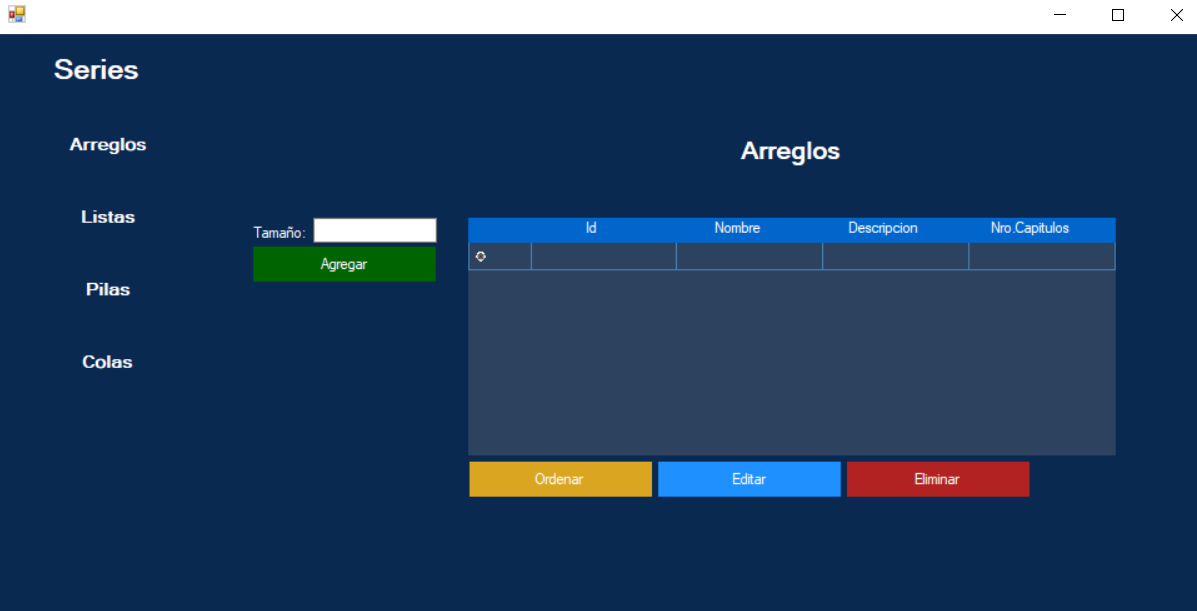 Series
Arreglos
Listas
Pilas
Colas
Arreglos
Tamaño:
Agregar
Id Nombre Descripcion Nro.Capitulos
Ordenar Editar Eliminar